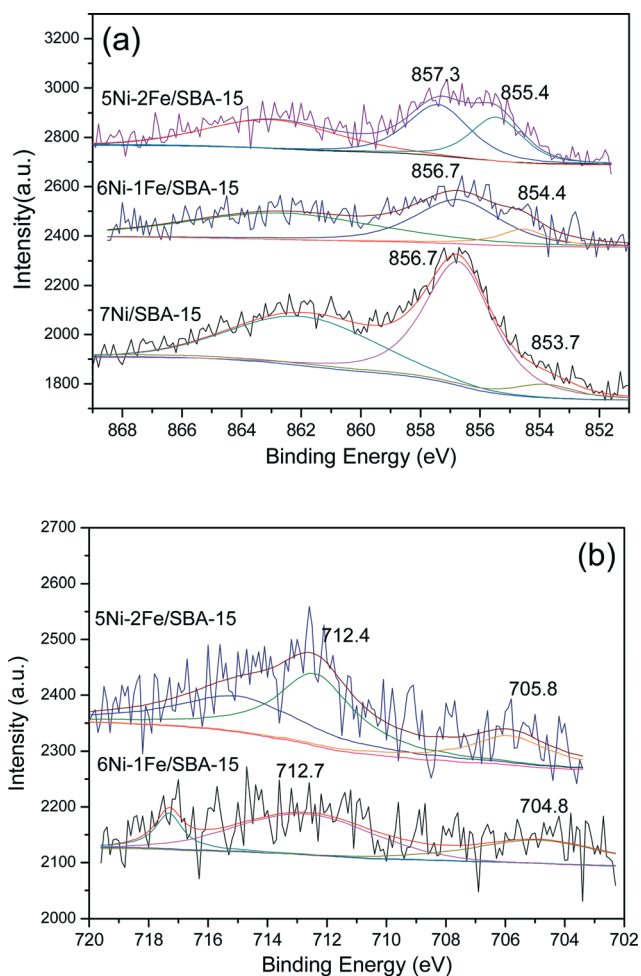 (a)
3200
3000
2800
2600
2400
2200
2000
1800
Intensity(a.u.)
5Ni-2Fe/SBA-15
857.3
855.4
6Ni-1Fe/SBA-15
856.7
854.4
7Ni/SBA-15
856.7
853.7
868 866 864 862 860 858 856 854 852
Binding Energy (eV)
(b)
2700
2600
2500
2400
2300
2200
2100
2000
Intensity (a.u.)
5Ni-2Fe/SBA-15
712.4
705.8
6Ni-1Fe/SBA-15
712.7
704.8
720 718 716 714 712 710 708 706 704 702
Binding Energy (eV)